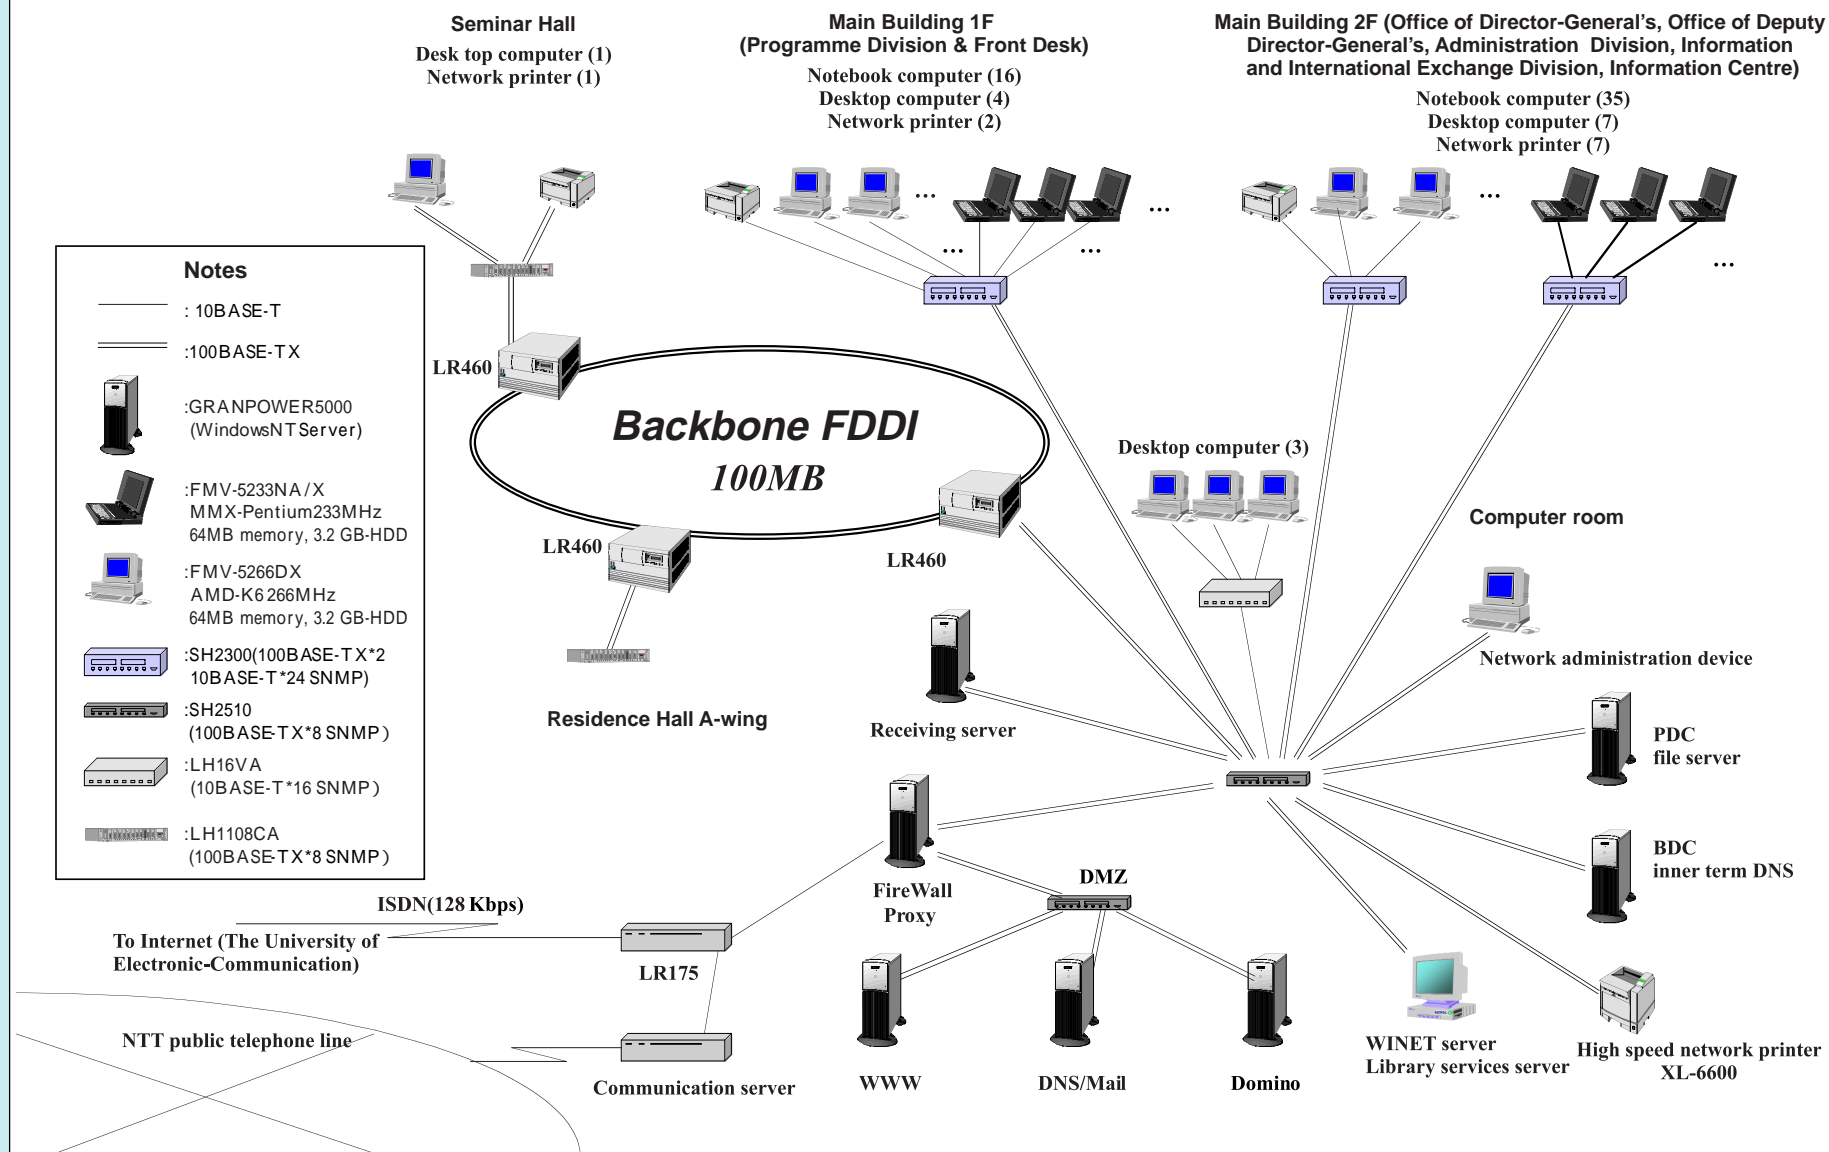 Seminar Hall
Desk top computer (1)
Network printer (1)
Main Building 1F
(Programme Division & Front Desk)
Notebook computer (16)
Desktop computer (4)
Network printer (2)
Main Building 2F (Office of Director-General's, Office of Deputy
Director-General's, Administration Division, Information
and International Exchange Division, Information Centre)
Notebook computer (35)
Desktop computer (7)
Network printer (7)
...
...
...
...
...
...
Notes
: 10BASE-T
:100BASE-TX
:GRANPOWER5000
(WindowsNT Server)
:FMV-5233NA/X
MMX-Pentium233MHz
64MB memory, 3.2 GB-HDD
:FMV-5266DX
AMD-K6 266MHz
64MB memory, 3.2 GB-HDD
:SH2300(100BASE-TX*2
10BASE-T*24 SNMP)
:SH2510
(100BASE-TX*8 SNMP)
:LH16VA
(10BASE-T*16 SNMP)
:LH1108CA
(100BASE-TX*8 SNMP)
LR460
Backbone FDDI
100MB
LR460
LR460
Residence Hall A-wing
Desktop computer (3)
Computer room
Network administration device
Receiving server
PDC
file server
BDC
inner term DNS
FireWall
Proxy
DMZ
ISDN(128 Kbps)
To Internet (The University of
Electronic-Communication)
LR175
NTT public telephone line
Communication server
WWW
DNS/Mail
Domino
WINET server
Library services server
High speed network printer
XL-6600